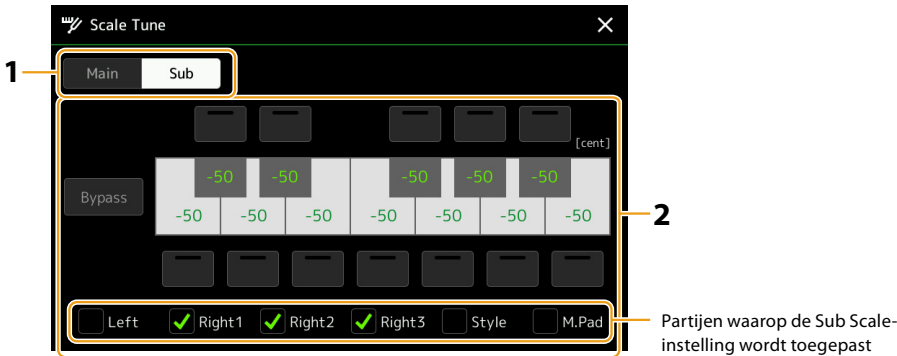 Scale Tune
1
Main Sub
[cent]
-50 -50 -50 -50 -50
Bypass
-50 -50 -50 -50 -50 -50 -50
2
Left Right1 Right2 Right3 Style M.Pad
Partijen waarop de Sub Scale-
instelling wordt toegepast